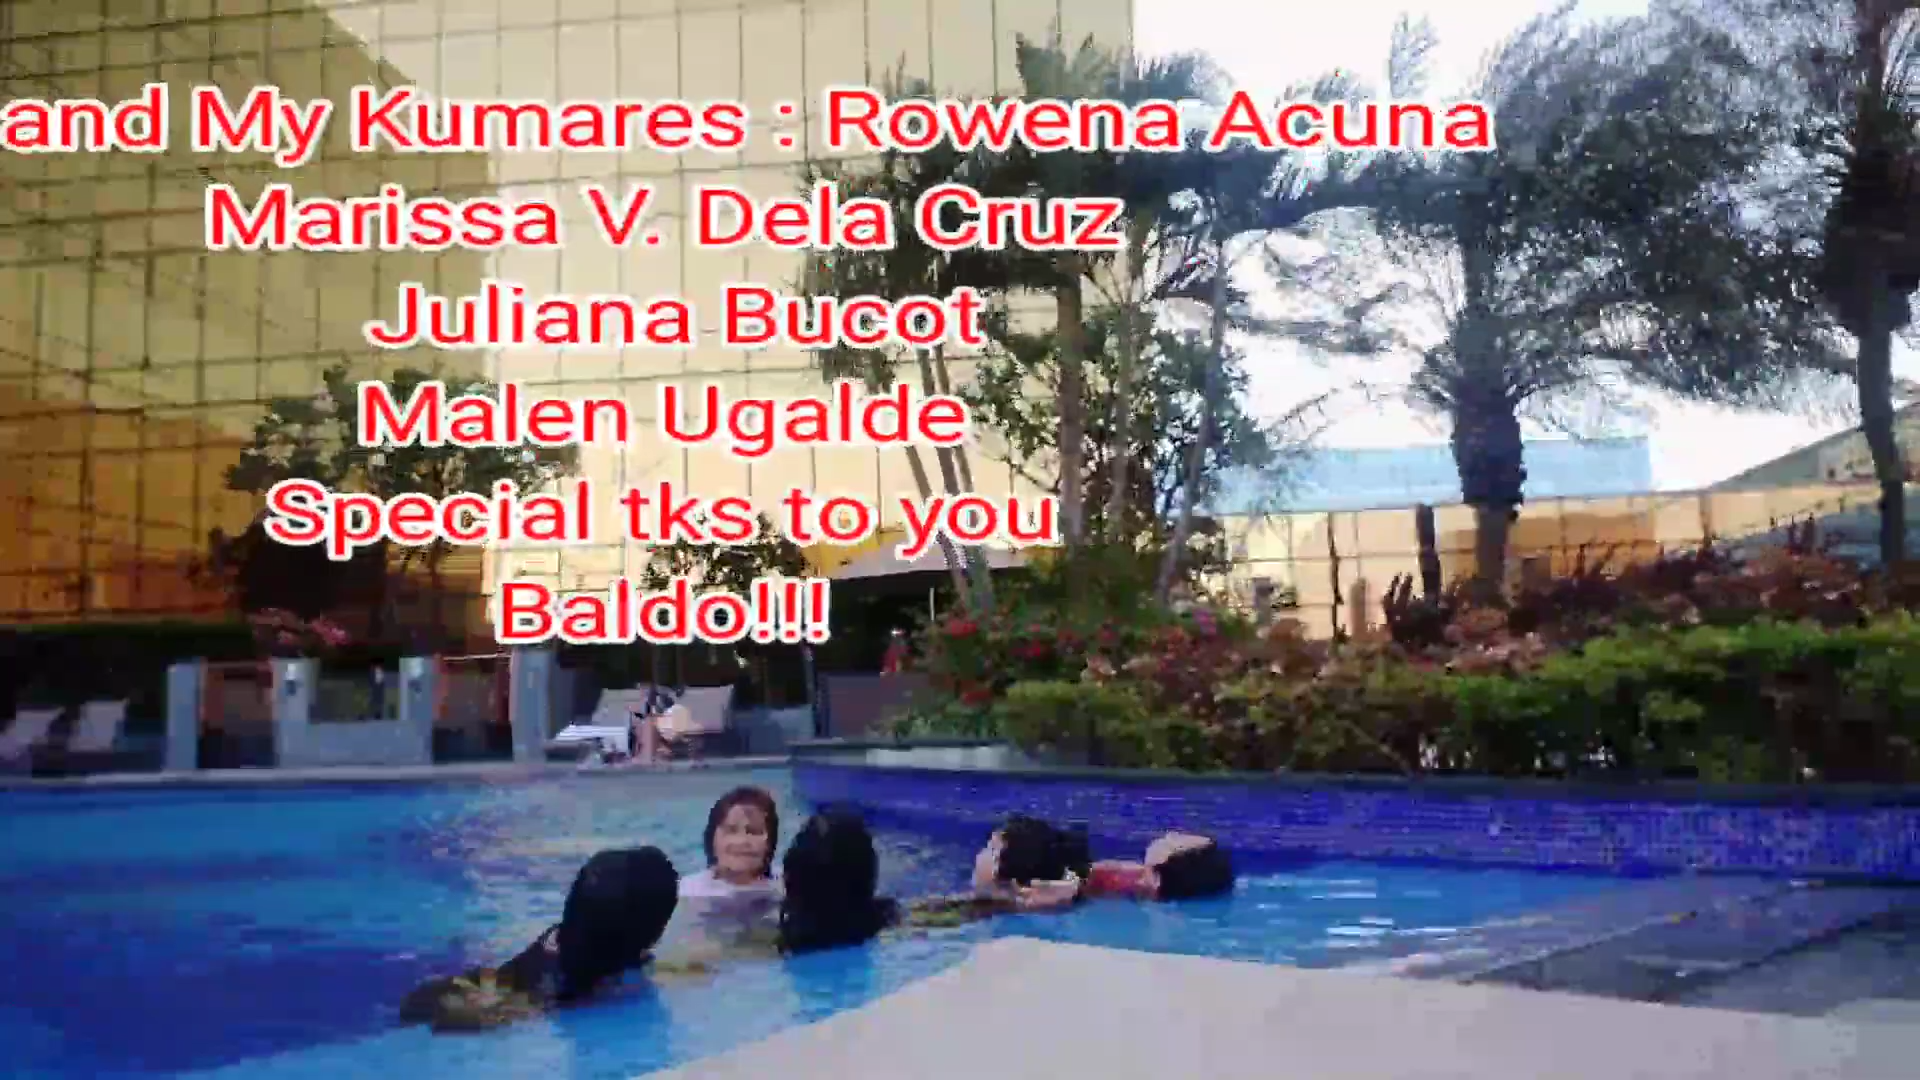 and My Kumares : Rowena Acuna
Marissa V. Dela Cruz
Juliana Bucot
Malen Ugalde
Special tks to you
Baldo!!!